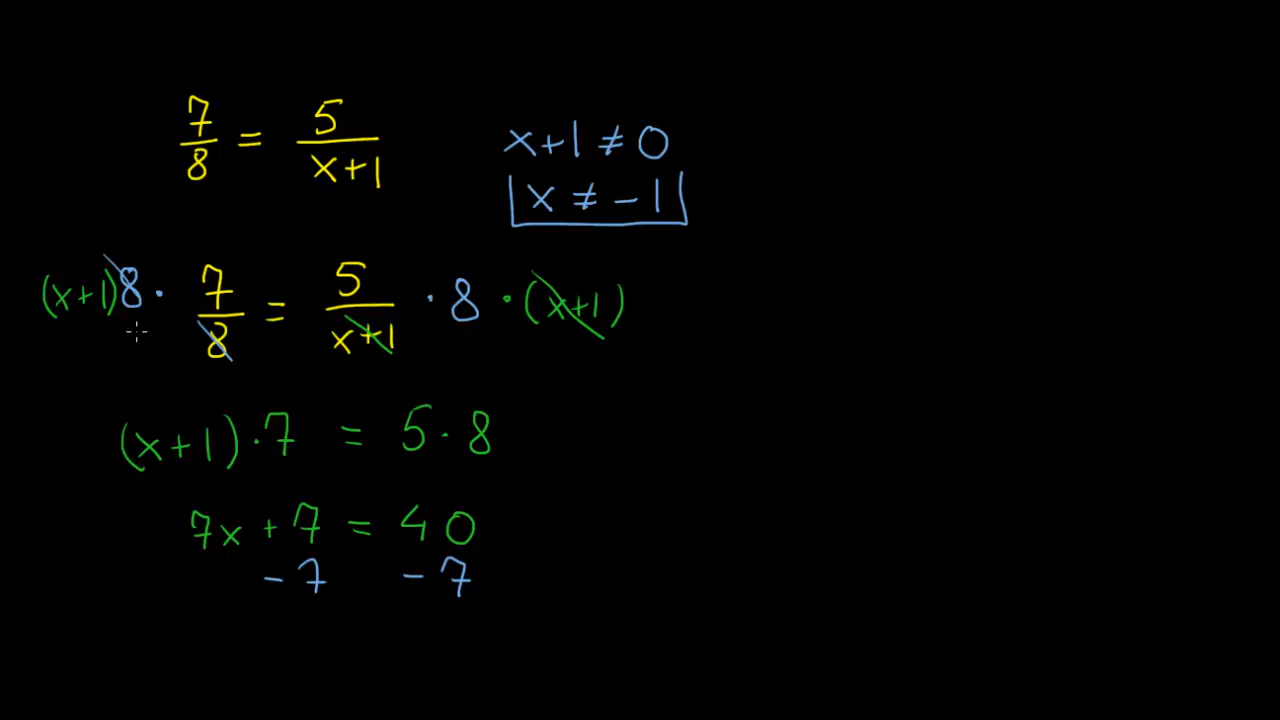 7/8 = 5/(x+1)
x+1 ≠ 0
x ≠ -1
(x+1) 8 · 7/8 = 5/(x+1) · 8 · (x+1)
(x+1) · 7 = 5 · 8
7x + 7 = 40
-7 -7